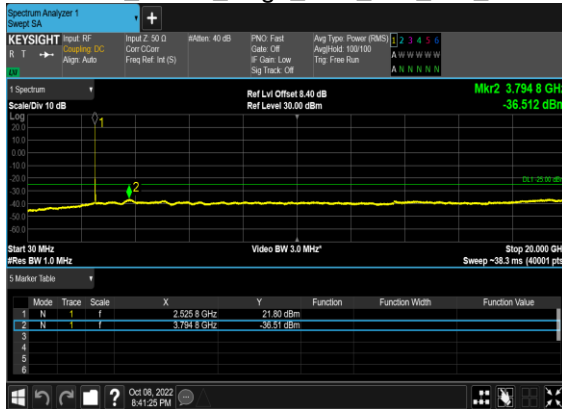 Spectrum Analyzer 1
Swept SA
+
KEYSIGHT
R T
Input: RF
Coupling: DC
Align: Auto
Input Z: 50 Ω
Corr CCorr
Freq Ref: Int (S)
#Atten: 40 dB
PNO: Fast
Gate: Off
IF Gain: Low
Sig Track: Off
Avg Type: Power (RMS)
Avg|Hold: 100/100
Trig: Free Run
1 2 3 4 5 6
A W W W W W
A N N N N N
1 Spectrum
Scale/Div 10 dB
Ref Lvl Offset 8.40 dB
Ref Level 30.00 dBm
Mkr2 3.794 8 GHz
-36.512 dBm
Log
20.0
10.0
0.00
-10.0
-20.0
-30.0
-40.0
-50.0
-60.0
1
2
DL1 -25.00 dBm
Start 30 MHz
#Res BW 1.0 MHz
Video BW 3.0 MHz*
Stop 20.000 GHz
Sweep ~38.3 ms (40001 pts)
5 Marker Table
Mode Trace Scale X Y Function Function Width Function Value
1 N 1 f 2.525 8 GHz 21.80 dBm
2 N 1 f 3.794 8 GHz -36.51 dBm
3
4
5
6
?
Oct 08, 2022
8:41:25 PM